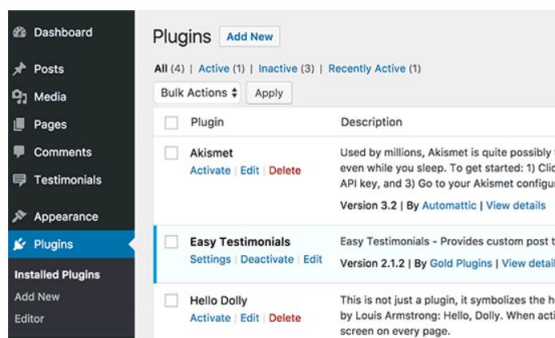 Dashboard
Posts
Media
Pages
Comments
Testimonials
Appearance
Plugins
Installed Plugins
Add New
Editor
Plugins Add New
All (4) | Active (1) | Inactive (3) | Recently Active (1)
Bulk Actions Apply
Plugin Description
Akismet Used by millions, Akismet is quite possibly
Activate | Edit | Delete even while you sleep. To get started: 1)
API key, and 3) Go to your Akismet
Version 3.2 | By Automattic | View details
Easy Testimonials Easy Testimonials - Provides custom post
Settings | Deactivate | Edit Version 2.1.2 | By Gold Plugins | View
Hello Dolly This is not just a plugin, it symbolizes the
Activate | Edit | Delete by Louis Armstrong: Hello, Dolly. When
screen on every page.